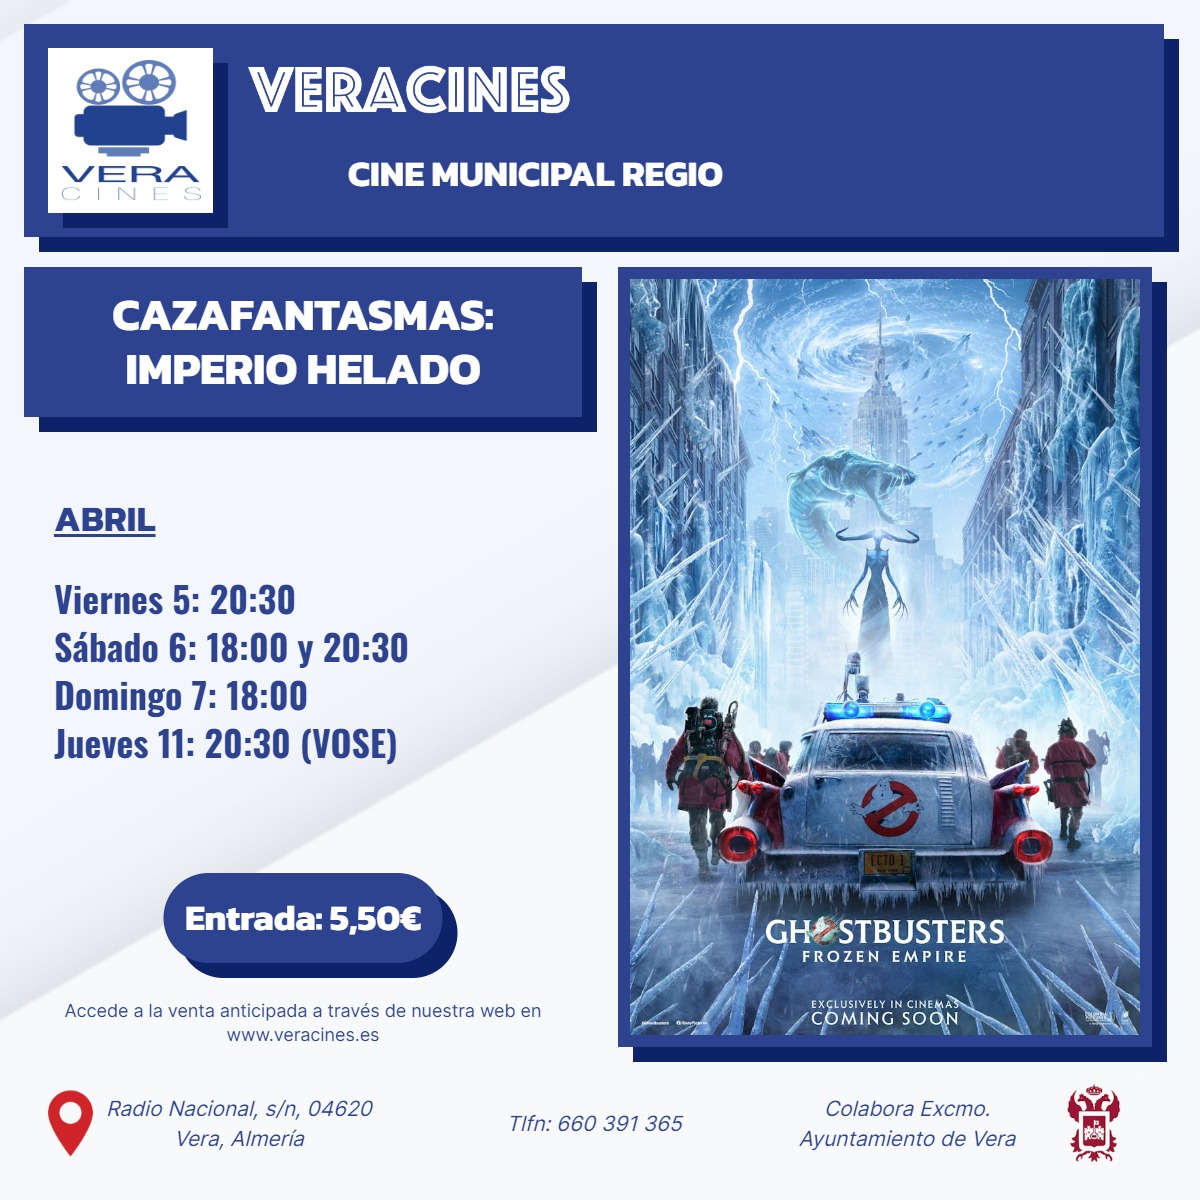 VERA
CINES
VERACINES
CINE MUNICIPAL REGIO
CAZAFANTASMAS:
IMPERIO HELADO
ABRIL
Viernes 5: 20:30
Sábado 6: 18:00 y 20:30
Domingo 7: 18:00
Jueves 11: 20:30 (VOSE)
Entrada: 5,50€
Accede a la venta anticipada a través de nuestra web en
www.veracines.es
ECTO 1
GHOSTBUSTERS
FROZEN EMPIRE
EXCLUSIVELY IN CINEMAS
COMING SOON
Radio Nacional, s/n, 04620
Vera, Almería
Tlfn: 660 391 365
Colabora Excmo.
Ayuntamiento de Vera